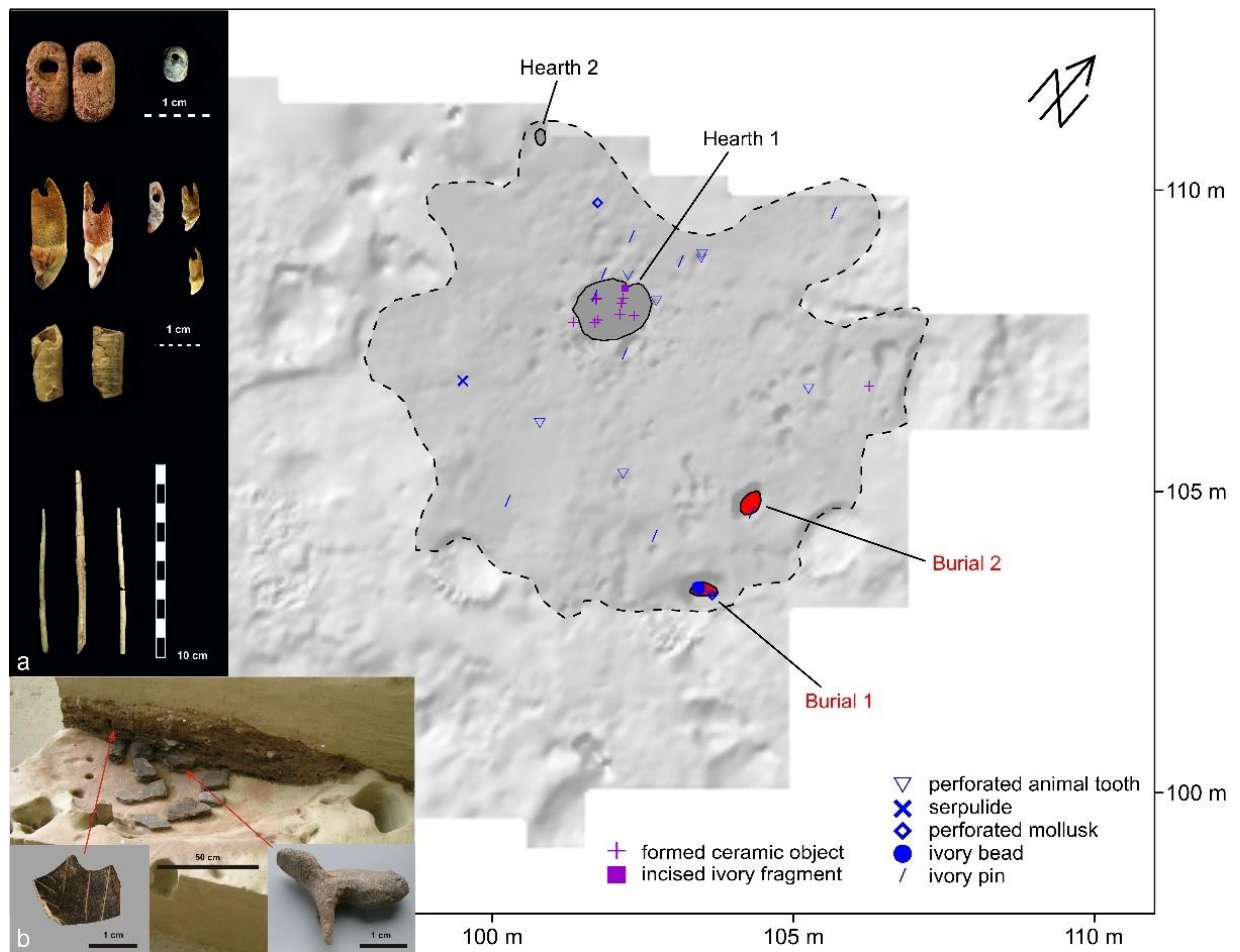 1 cm
1 cm
10 cm
a
50 cm
1 cm
1 cm
b
Hearth 2
Hearth 1
Burial 2
Burial 1
N
110 m
105 m
100 m
perforated animal tooth
serpulide
perforated mollusk
ivory bead
ivory pin
formed ceramic object
incised ivory fragment
100 m
105 m
110 m